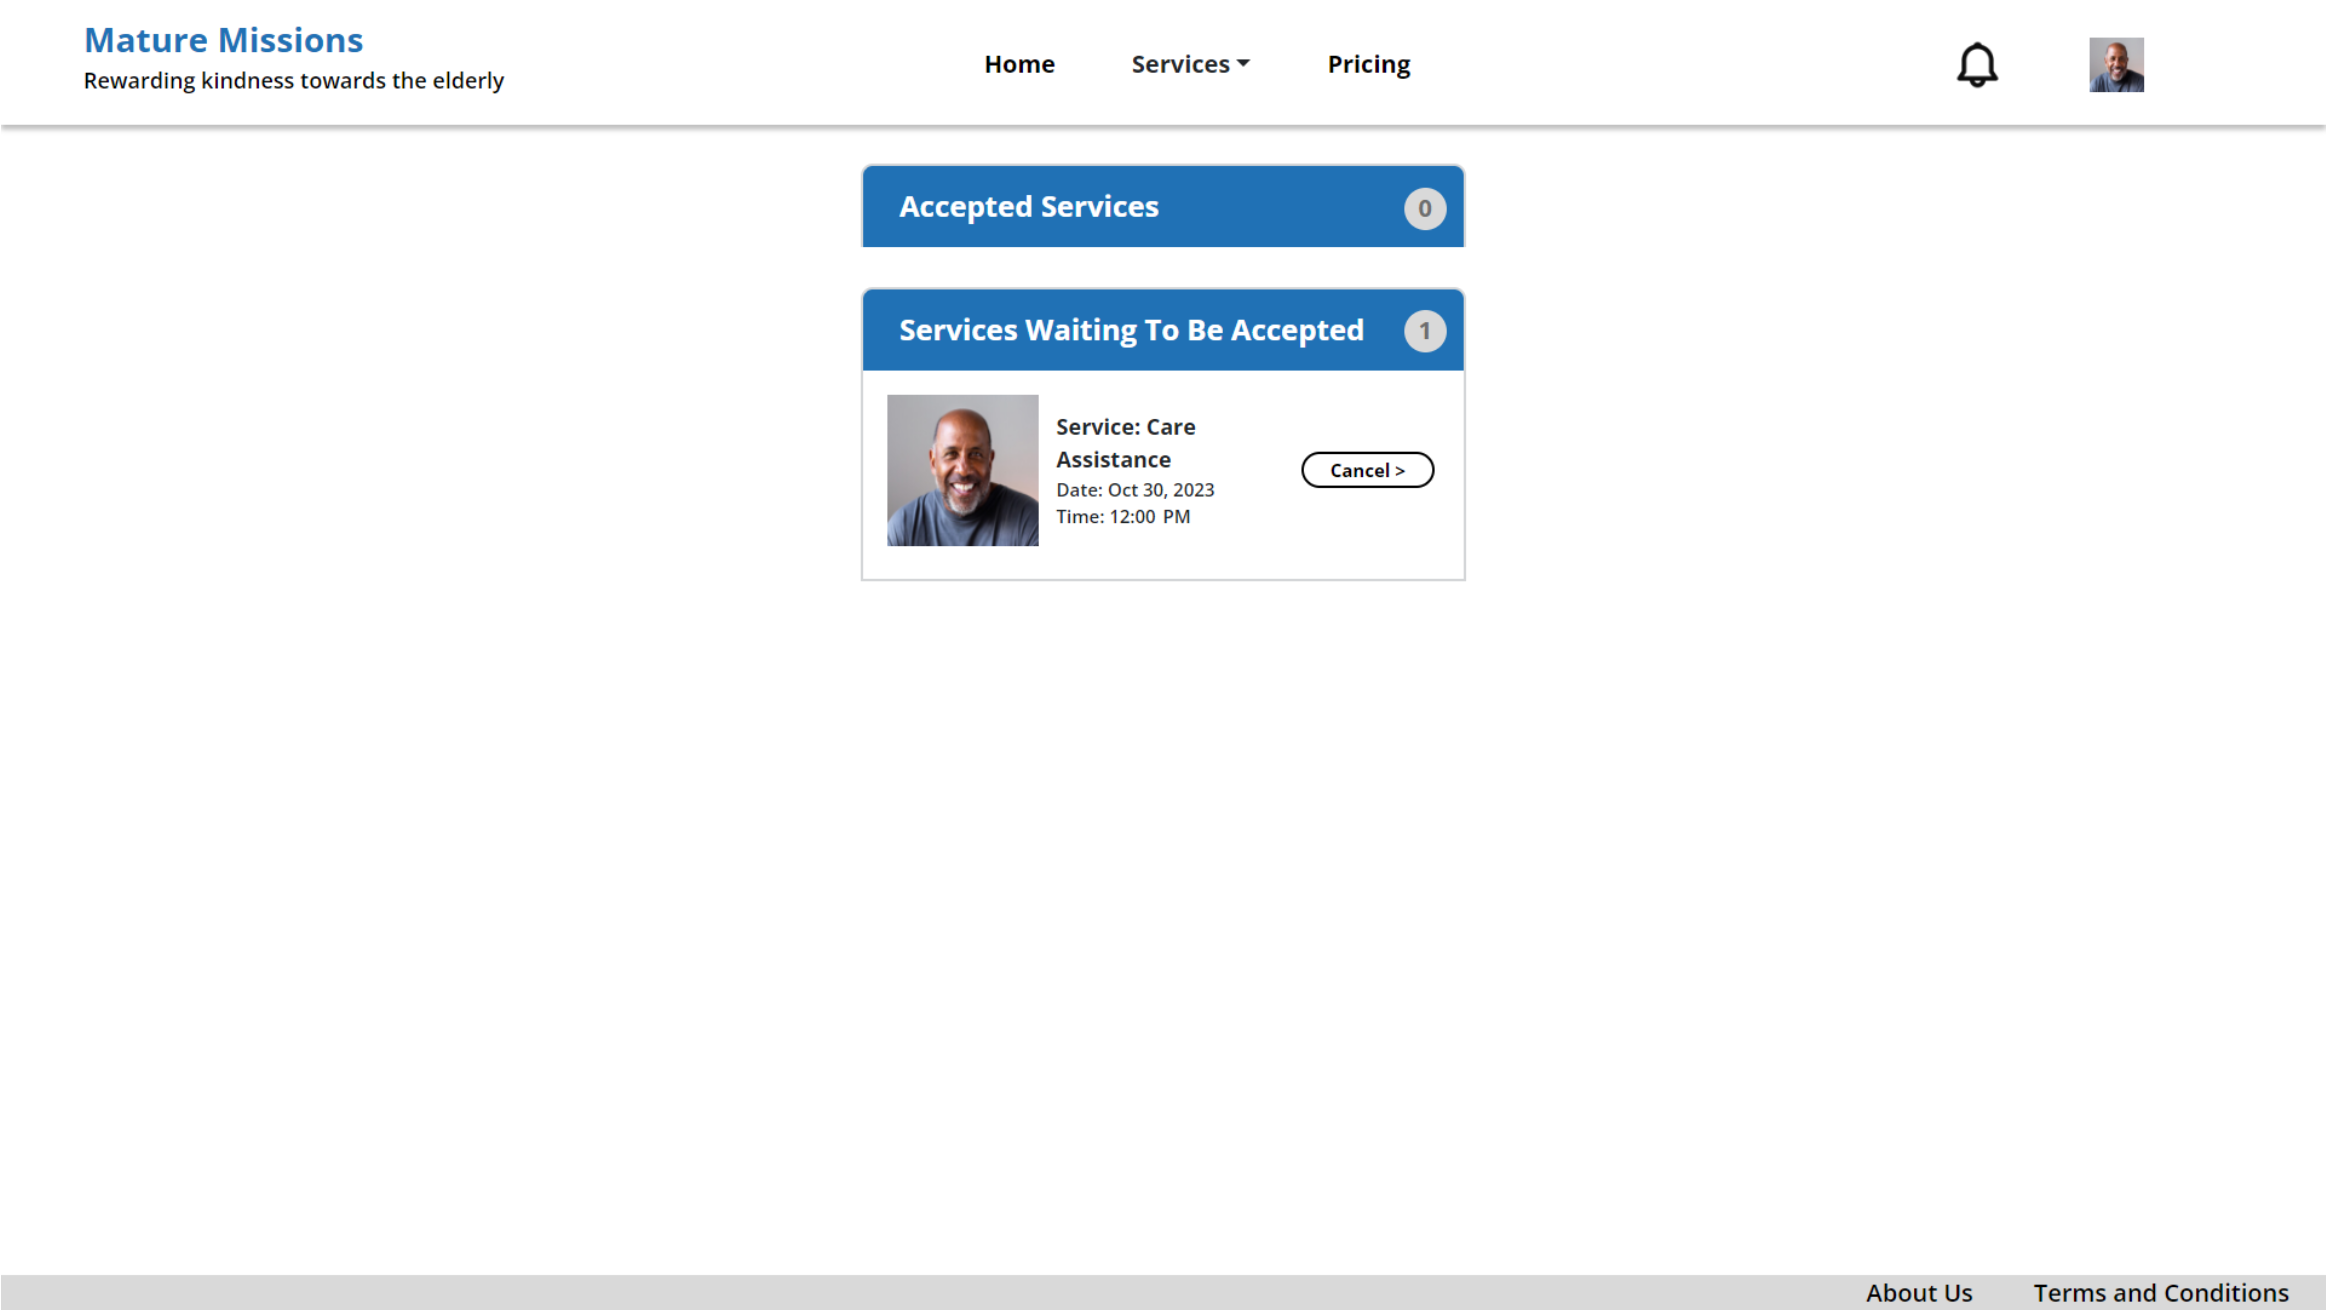 Mature Missions
Rewarding kindness towards the elderly
Home
Services
Pricing
Accepted Services
0
Services Waiting To Be Accepted
1
Service: Care
Assistance
Date: Oct 30, 2023
Time: 12:00 PM
Cancel >
About Us
Terms and Conditions